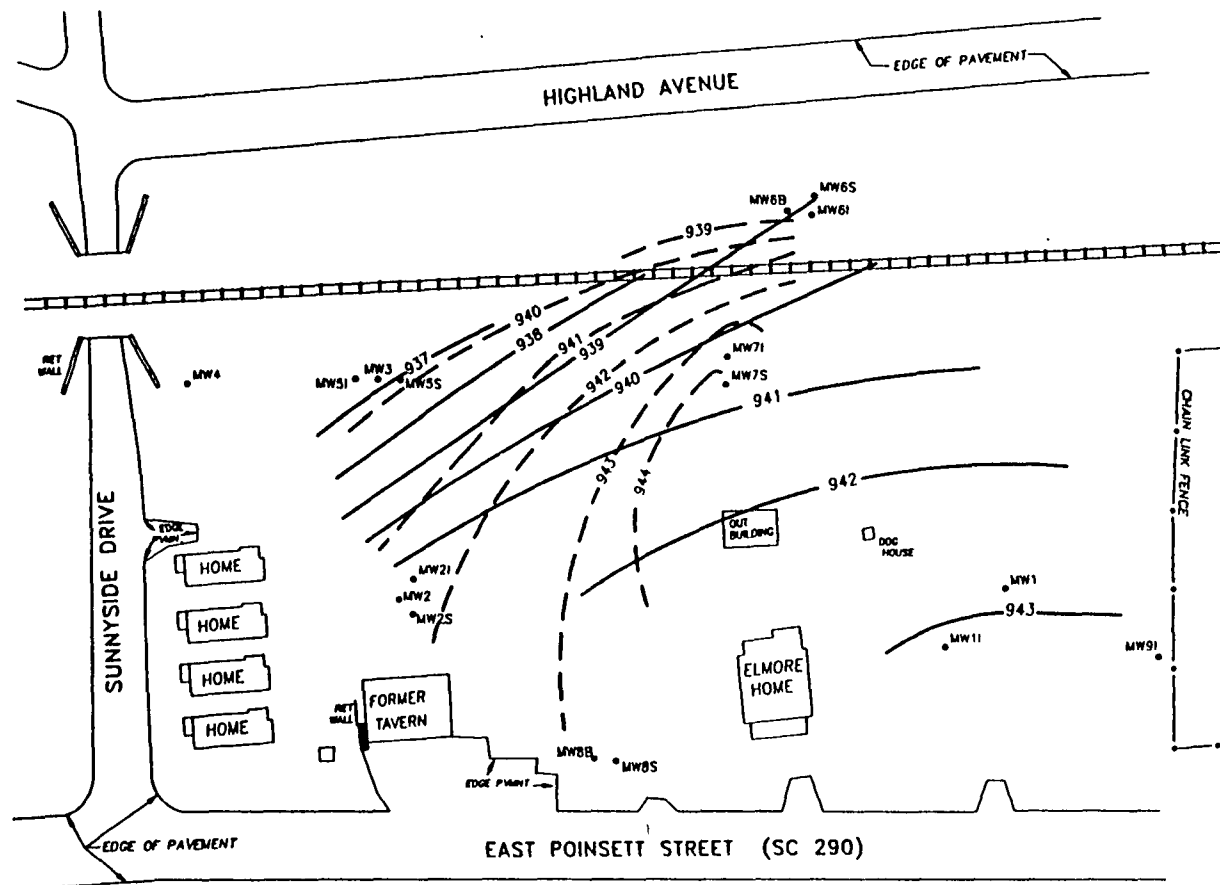 EDGE OF PAVEMENT
HIGHLAND AVENUE
MW6S
MW6B
MW6I
939
940
937
938
941
939
942
940
MW7I
MW7S
941
RET
WALL
MW4
MW5I
MW3
MW5S
CHAIN LINK FENCE
943
944
942
OUT
BUILDING
DOG
HOUSE
SUNNYSIDE DRIVE
EDGE
PVMN
HOME
HOME
HOME
HOME
MW2I
MW2
MW2S
MW1
943
MW1I
MW9I
ELMORE
HOME
RET
WALL
FORMER
TAVERN
MW8B
MW8S
EDGE PVMNT
EDGE OF PAVEMENT
EAST POINSETT STREET (SC 290)